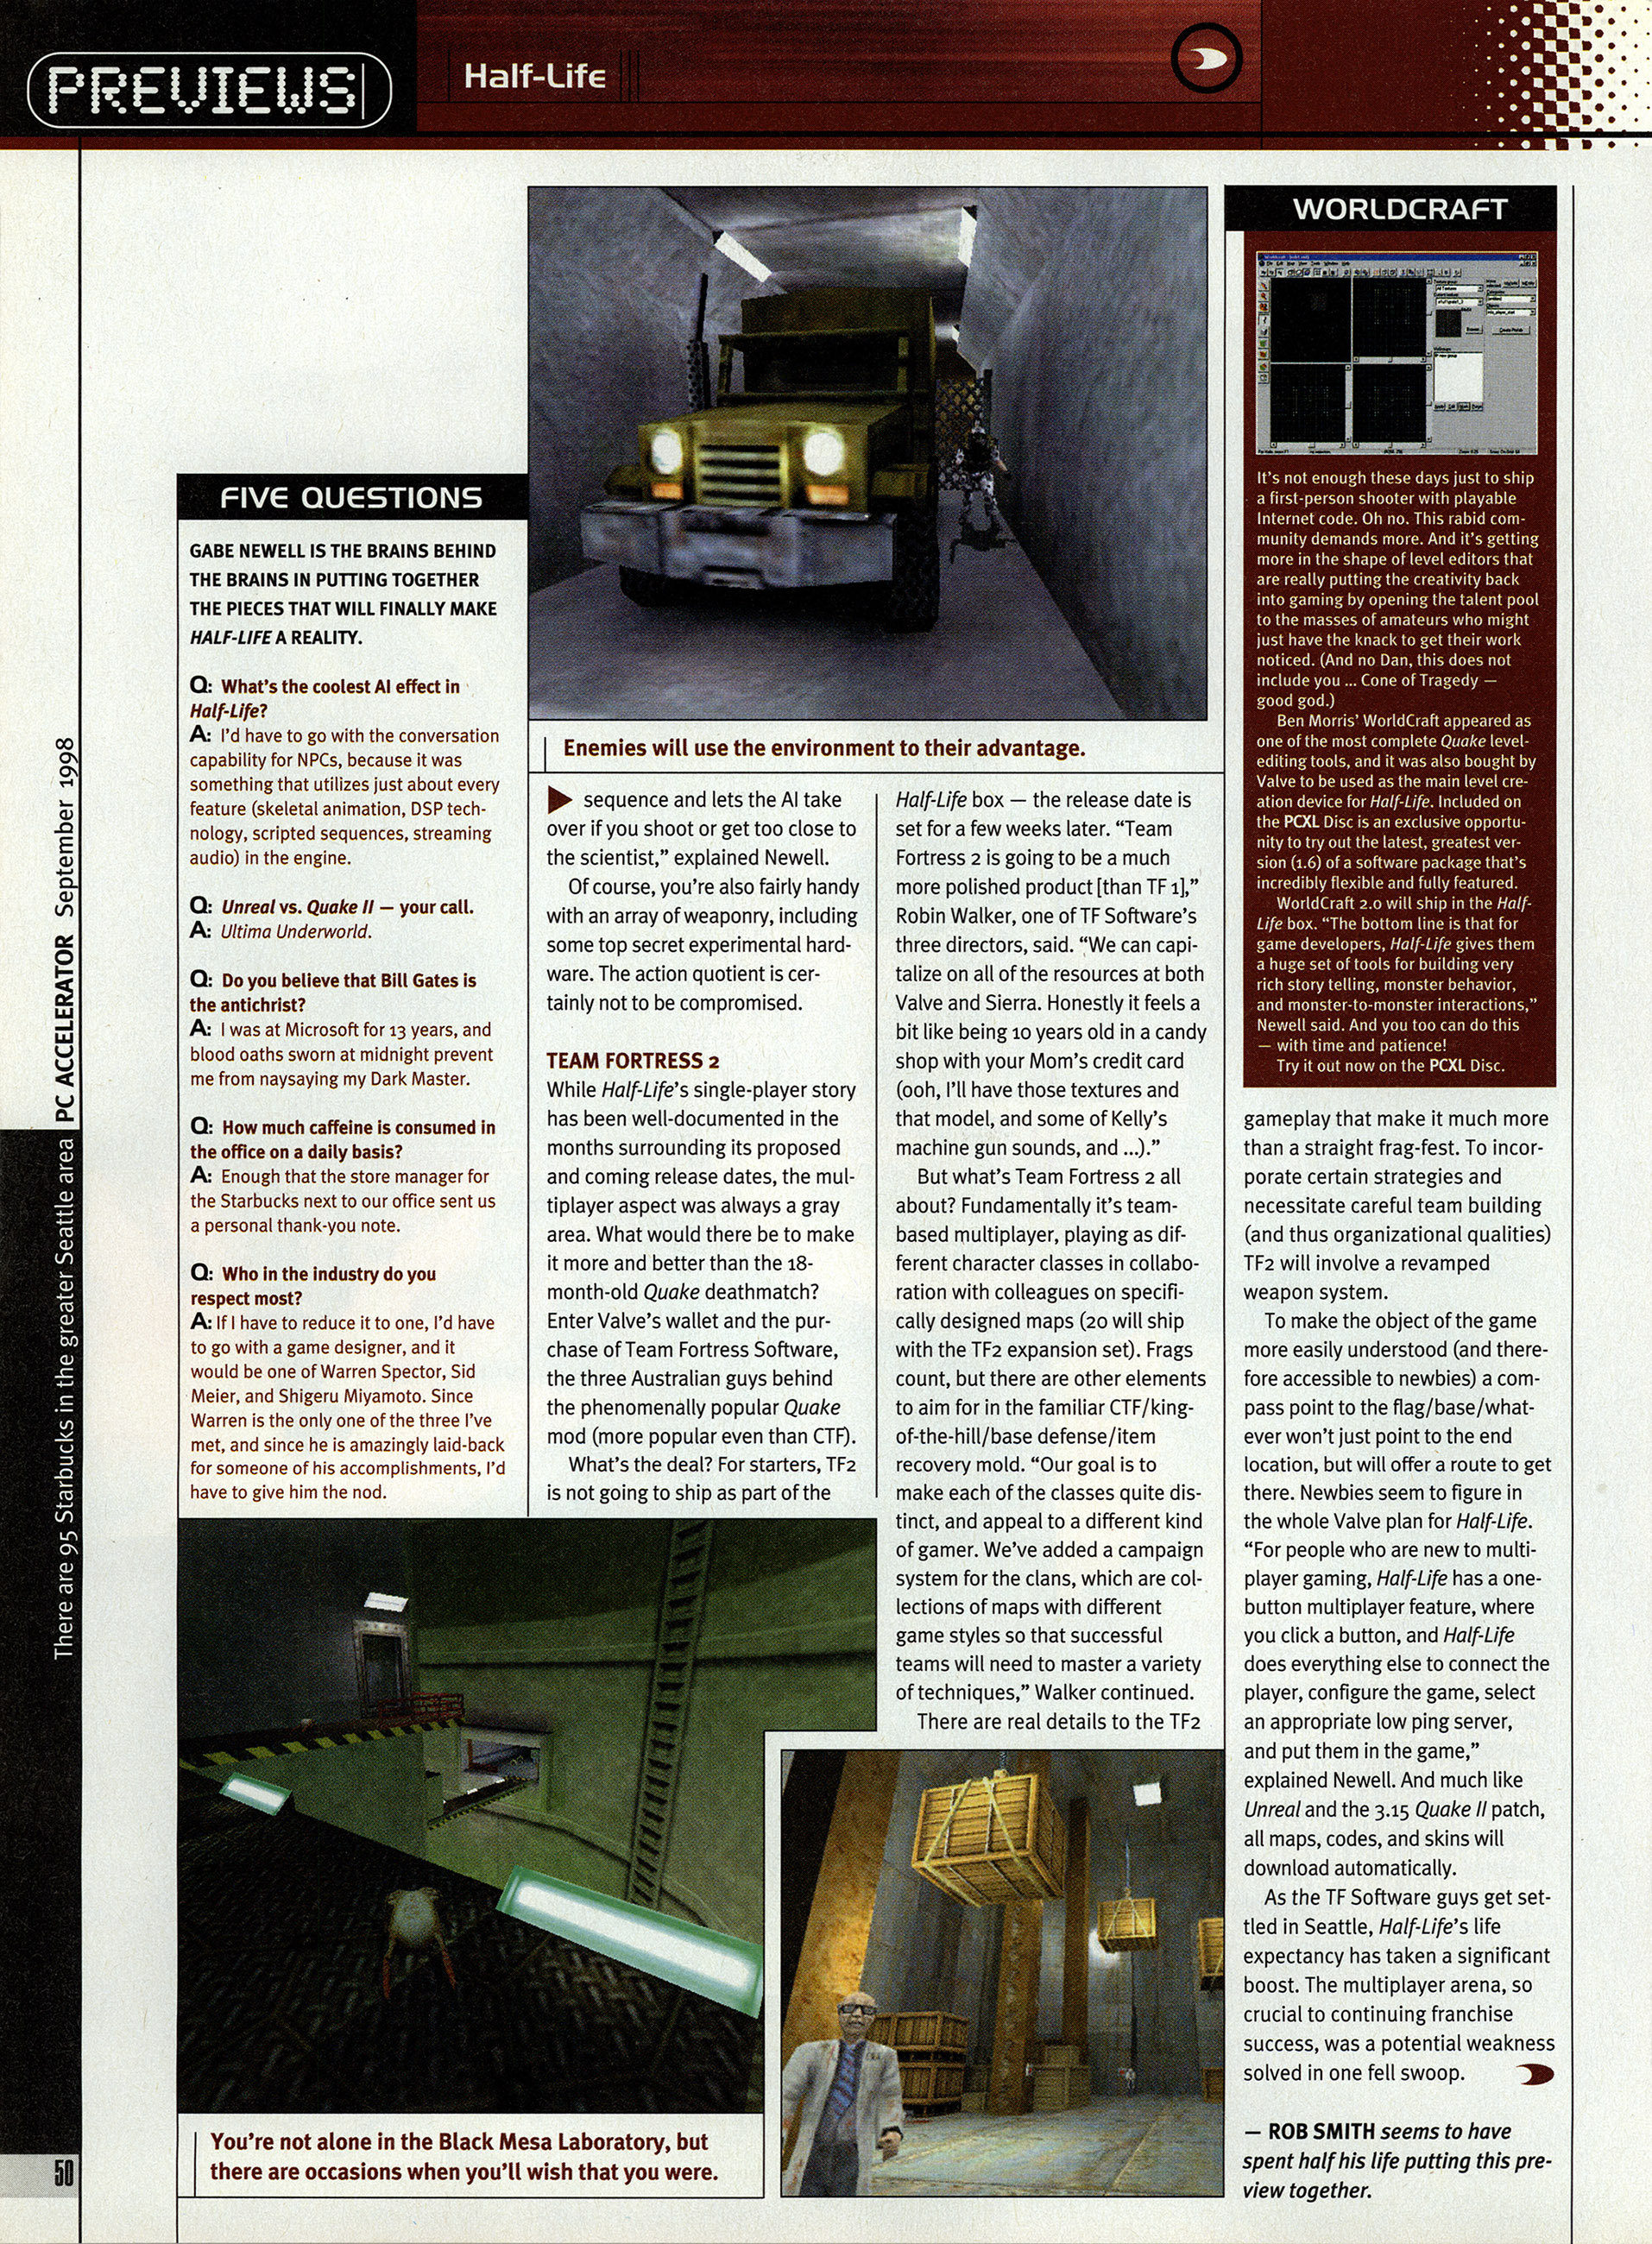 PREVIEWS
Half-Life
FIVE QUESTIONS
GABE NEWELL IS THE BRAINS BEHIND
THE BRAINS IN PUTTING TOGETHER
THE PIECES THAT WILL FINALLY MAKE
HALF-LIFE A REALITY.
Q: What's the coolest AI effect in
Half-Life?
A: I'd have to go with the conversation
capability for NPCs, because it was
something that utilizes just about every
feature (skeletal animation, DSP tech-
nology, scripted sequences, streaming
audio) in the engine.
Q: Unreal vs. Quake II — your call.
A: Ultima Underworld.
Q: Do you believe that Bill Gates is
the antichrist?
A: I was at Microsoft for 13 years, and
blood oaths sworn at midnight prevent
me from naysaying my Dark Master.
Q: How much caffeine is consumed in
the office on a daily basis?
A: Enough that the store manager for
the Starbucks next to our office sent us
a personal thank-you note.
Q: Who in the industry do you
respect most?
A: If I have to reduce it to one, I'd have
to go with a game designer, and it
would be one of Warren Spector, Sid
Meier, and Shigeru Miyamoto. Since
Warren is the only one of the three I've
met, and since he is amazingly laid-back
for someone of his accomplishments, I'd
have to give him the nod.
Enemies will use the environment to their advantage.
sequence and lets the AI take
over if you shoot or get too close to
the scientist,” explained Newell.
Of course, you're also fairly handy
with an array of weaponry, including
some top secret experimental hard-
ware. The action quotient is cer-
tainly not to be compromised.
TEAM FORTRESS 2
While Half-Life's single-player story
has been well-documented in the
months surrounding its proposed
and coming release dates, the mul-
tiplayer aspect was always a gray
area. What would there be to make
it more and better than the 18-
month-old Quake deathmatch?
Enter Valve's wallet and the pur-
chase of Team Fortress Software,
the three Australian guys behind
the phenomenally popular Quake
mod (more popular even than CTF).
What's the deal? For starters, TF2
is not going to ship as part of the
Half-Life box — the release date is
set for a few weeks later. “Team
Fortress 2 is going to be a much
more polished product [than TF 1],”
Robin Walker, one of TF Software's
three directors, said. “We can capi-
talize on all of the resources at both
Valve and Sierra. Honestly it feels a
bit like being 10 years old in a candy
shop with your Mom's credit card
(ooh, I'll have those textures and
that model, and some of Kelly's
machine gun sounds, and ...).”
But what's Team Fortress 2 all
about? Fundamentally it's team-
based multiplayer, playing as dif-
ferent character classes in collabo-
ration with colleagues on specifi-
cally designed maps (20 will ship
with the TF2 expansion set). Frags
count, but there are other elements
to aim for in the familiar CTF/king-
of-the-hill/base defense/item
recovery mold. “Our goal is to
make each of the classes quite dis-
tinct, and appeal to a different kind
of gamer. We've added a campaign
system for the clans, which are col-
lections of maps with different
game styles so that successful
teams will need to master a variety
of techniques,” Walker continued.
There are real details to the TF2
WORLDCRAFT
It's not enough these days just to ship
a first-person shooter with playable
Internet code. Oh no. This rabid com-
munity demands more. And it's getting
more in the shape of level editors that
are really putting the creativity back
into gaming by opening the talent pool
to the masses of amateurs who might
just have the knack to get their work
noticed. (And no Dan, this does not
include you ... Cone of Tragedy —
good god.)
Ben Morris' WorldCraft appeared as
one of the most complete Quake level-
editing tools, and it was also bought by
Valve to be used as the main level cre-
ation device for Half-Life. Included on
the PCXL Disc is an exclusive opportu-
nity to try out the latest, greatest ver-
sion (1.6) of a software package that's
incredibly flexible and fully featured.
WorldCraft 2.0 will ship in the Half-
Life box. “The bottom line is that for
game developers, Half-Life gives them
a huge set of tools for building very
rich story telling, monster behavior,
and monster-to-monster interactions,”
Newell said. And you too can do this
— with time and patience!
Try it out now on the PCXL Disc.
gameplay that make it much more
than a straight frag-fest. To incor-
porate certain strategies and
necessitate careful team building
(and thus organizational qualities)
TF2 will involve a revamped
weapon system.
To make the object of the game
more easily understood (and there-
fore accessible to newbies) a com-
pass point to the flag/base/what-
ever won't just point to the end
location, but will offer a route to get
there. Newbies seem to figure in
the whole Valve plan for Half-Life.
“For people who are new to multi-
player gaming, Half-Life has a one-
button multiplayer feature, where
you click a button, and Half-Life
does everything else to connect the
player, configure the game, select
an appropriate low ping server,
and put them in the game,”
explained Newell. And much like
Unreal and the 3.15 Quake II patch,
all maps, codes, and skins will
download automatically.
As the TF Software guys get set-
tled in Seattle, Half-Life's life
expectancy has taken a significant
boost. The multiplayer arena, so
crucial to continuing franchise
success, was a potential weakness
solved in one fell swoop.
— ROB SMITH seems to have
spent half his life putting this pre-
view together.
You're not alone in the Black Mesa Laboratory, but
there are occasions when you'll wish that you were.
There are 95 Starbucks in the greater Seattle area PC ACCELERATOR September 1998
50